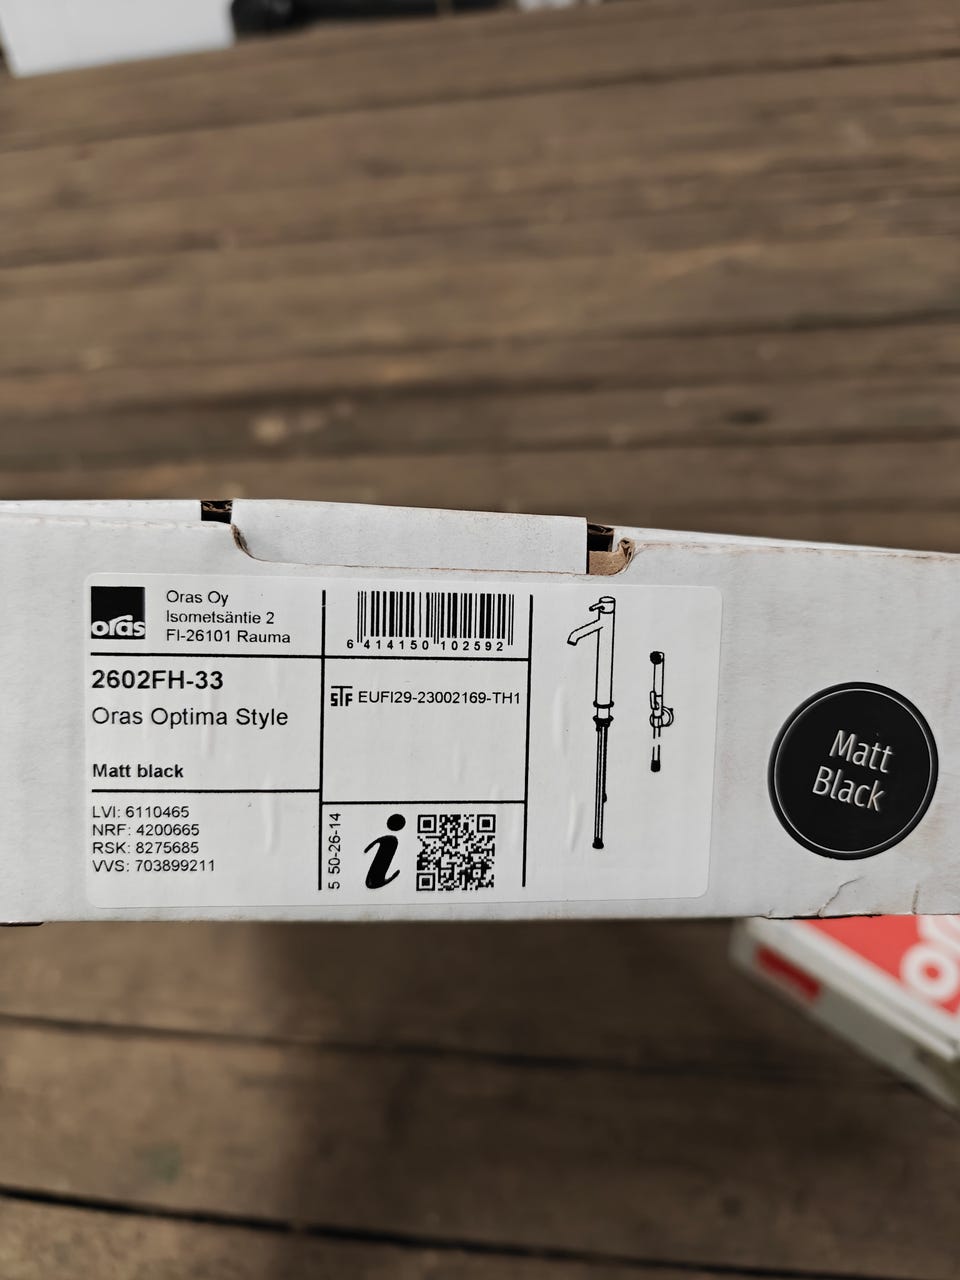 oras
Oras Oy
Isometsäntie 2
FI-26101 Rauma
6 414150 102592
2602FH-33
Oras Optima Style
STF EUFI29-23002169-TH1
Matt black
LVI: 6110465
NRF: 4200665
RSK: 8275685
VVS: 703899211
5 50-26-14
i
Matt
Black